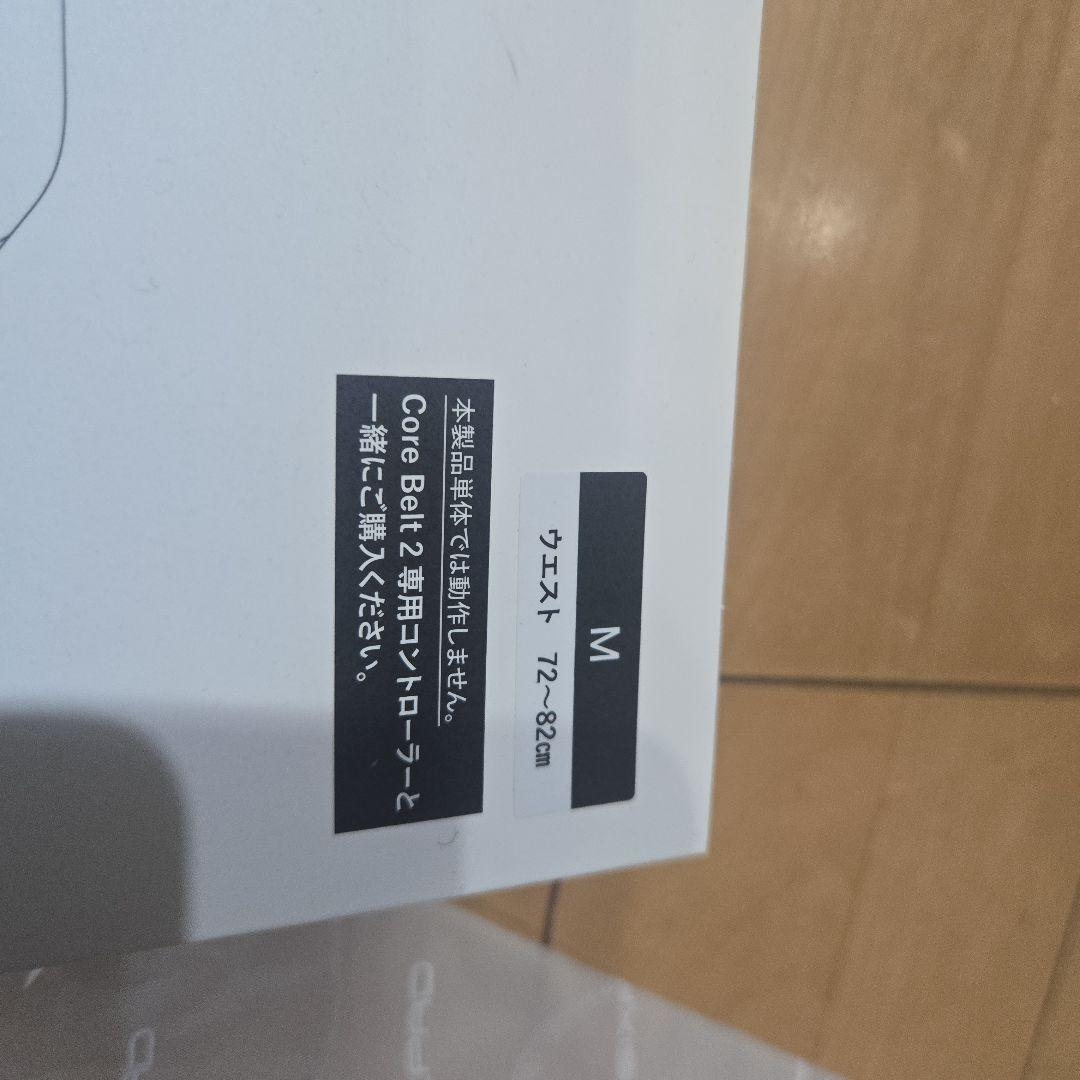 M
ウエスト 72～82cm
本製品単体では動作しません。
Core Belt 2 専用コントローラーと
一緒にご購入ください。